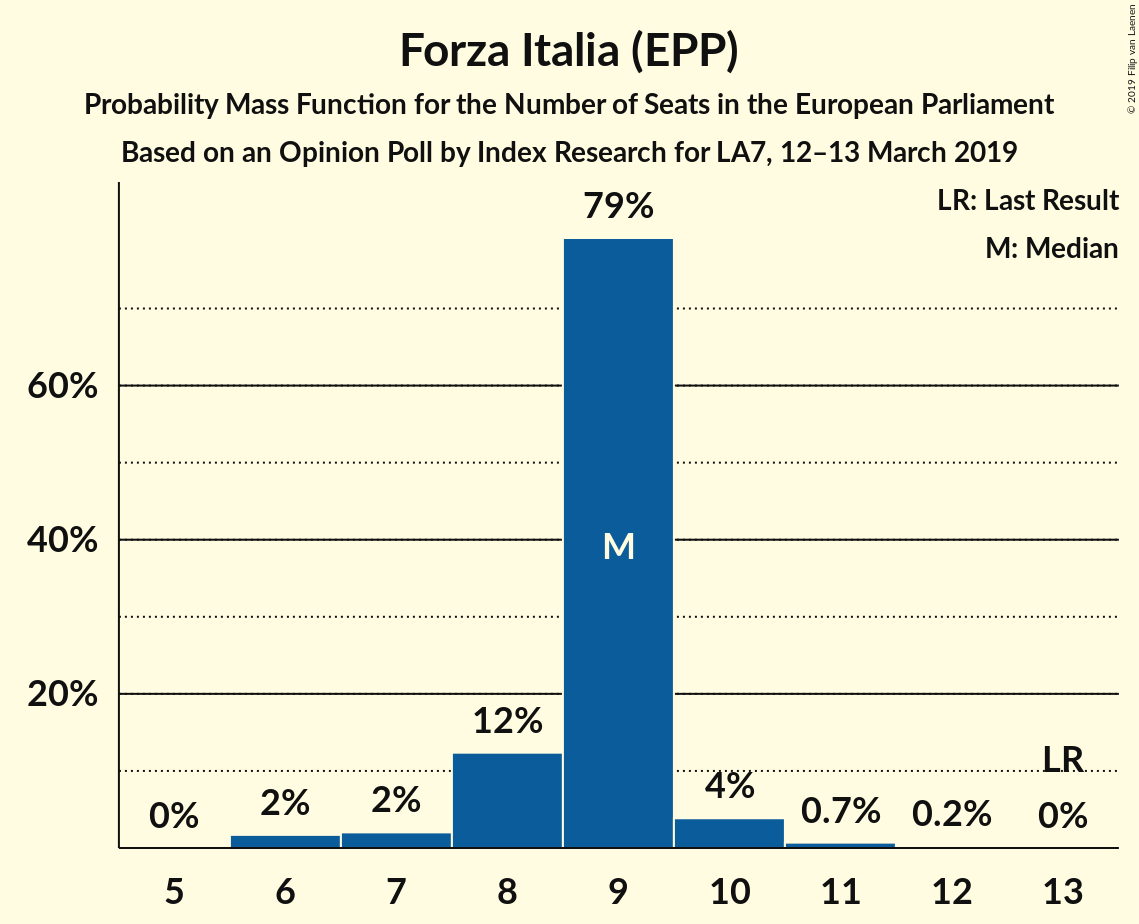 Forza Italia (EPP)
Probability Mass Function for the Number of Seats in the European Parliament
Based on an Opinion Poll by Index Research for LA7, 12–13 March 2019
© 2019 Filip van Laenen
LR: Last Result
M: Median
79%
60%
40%
M
20%
12%
LR
0%
2%
2%
4%
0.7%
0.2%
0%
5 6 7 8 9 10 11 12 13